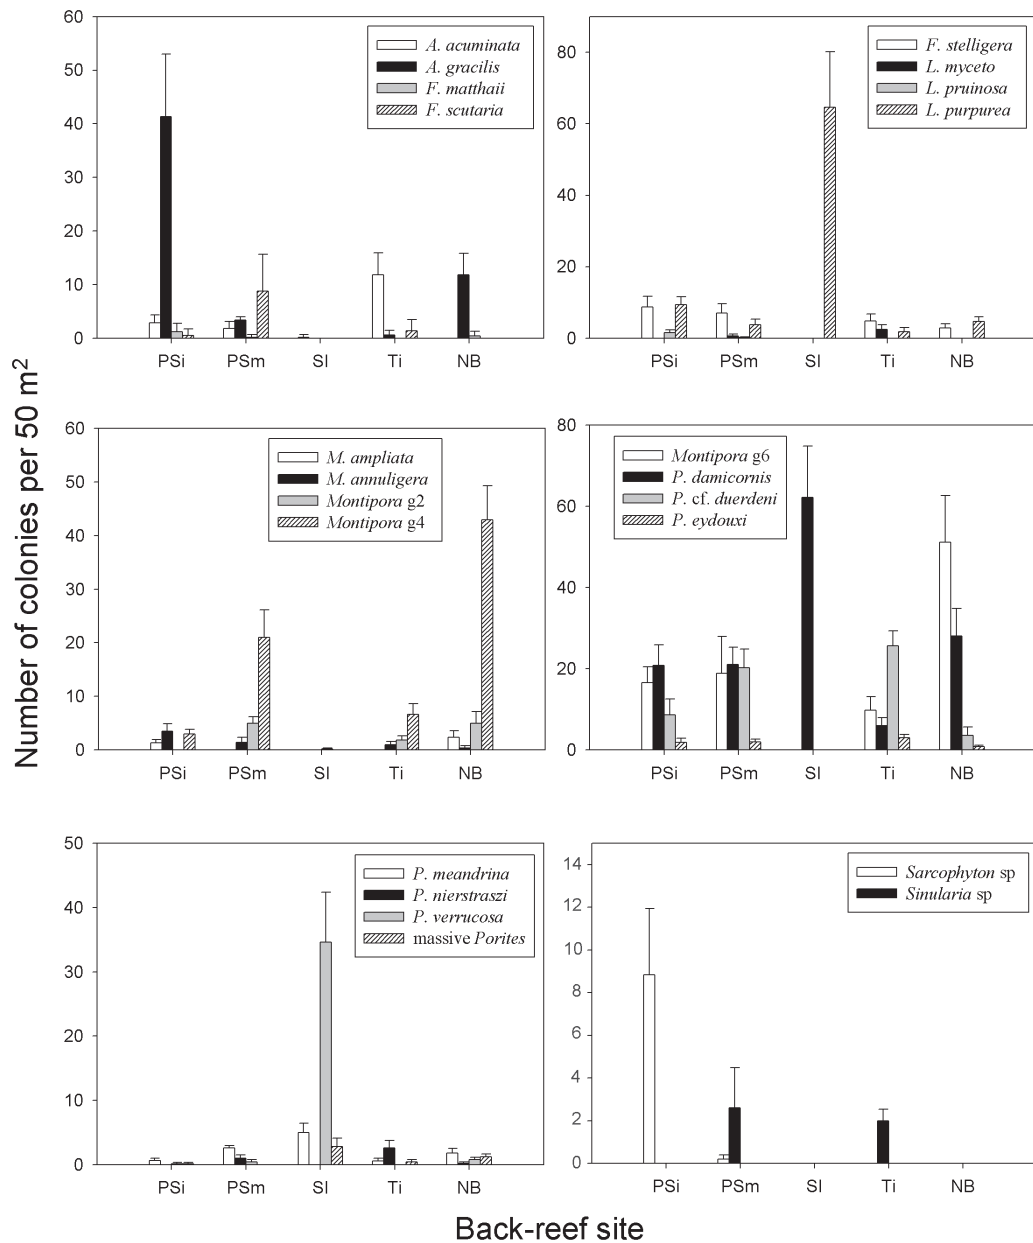 Number of colonies per 50 m²
60
50
40
30
20
10
0
A. acuminata
A. gracilis
F. matthaii
F. scutaria
PSi PSm SI Ti NB
80
60
40
20
0
F. stelligera
L. myceto
L. pruinosa
L. purpurea
PSi PSm SI Ti NB
60
50
40
30
20
10
0
M. ampliata
M. annuligera
Montipora g2
Montipora g4
PSi PSm SI Ti NB
80
60
40
20
0
Montipora g6
P. damicornis
P. cf. duerdeni
P. eydouxi
PSi PSm SI Ti NB
50
40
30
20
10
0
P. meandrina
P. nierstraszi
P. verrucosa
massive Porites
PSi PSm SI Ti NB
14
12
10
8
6
4
2
0
Sarcophyton sp
Sinularia sp
PSi PSm SI Ti NB
Back-reef site